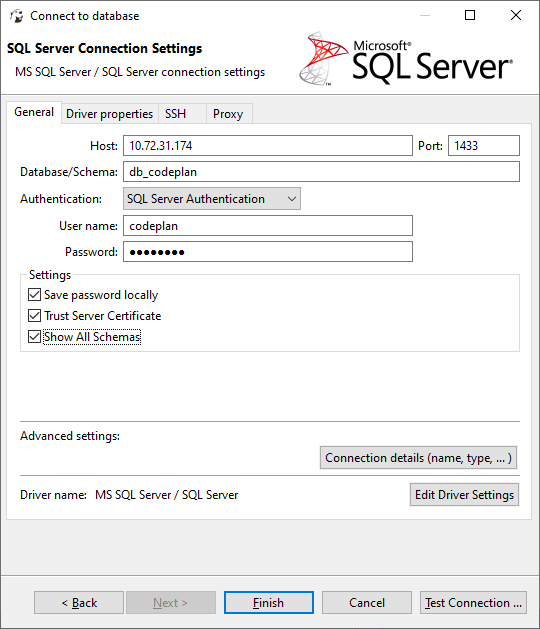 Connect to database
SQL Server Connection Settings
MS SQL Server / SQL Server connection settings
Microsoft®
SQL Server®
General Driver properties SSH Proxy
Host: 10.72.31.174 Port: 1433
Database/Schema: db_codeplan
Authentication: SQL Server Authentication
User name: codeplan
Password: ●●●●●●●●
Settings
Save password locally
Trust Server Certificate
Show All Schemas
Advanced settings:
Connection details (name, type, ... )
Driver name: MS SQL Server / SQL Server
Edit Driver Settings
< Back Next > Finish Cancel Test Connection ...